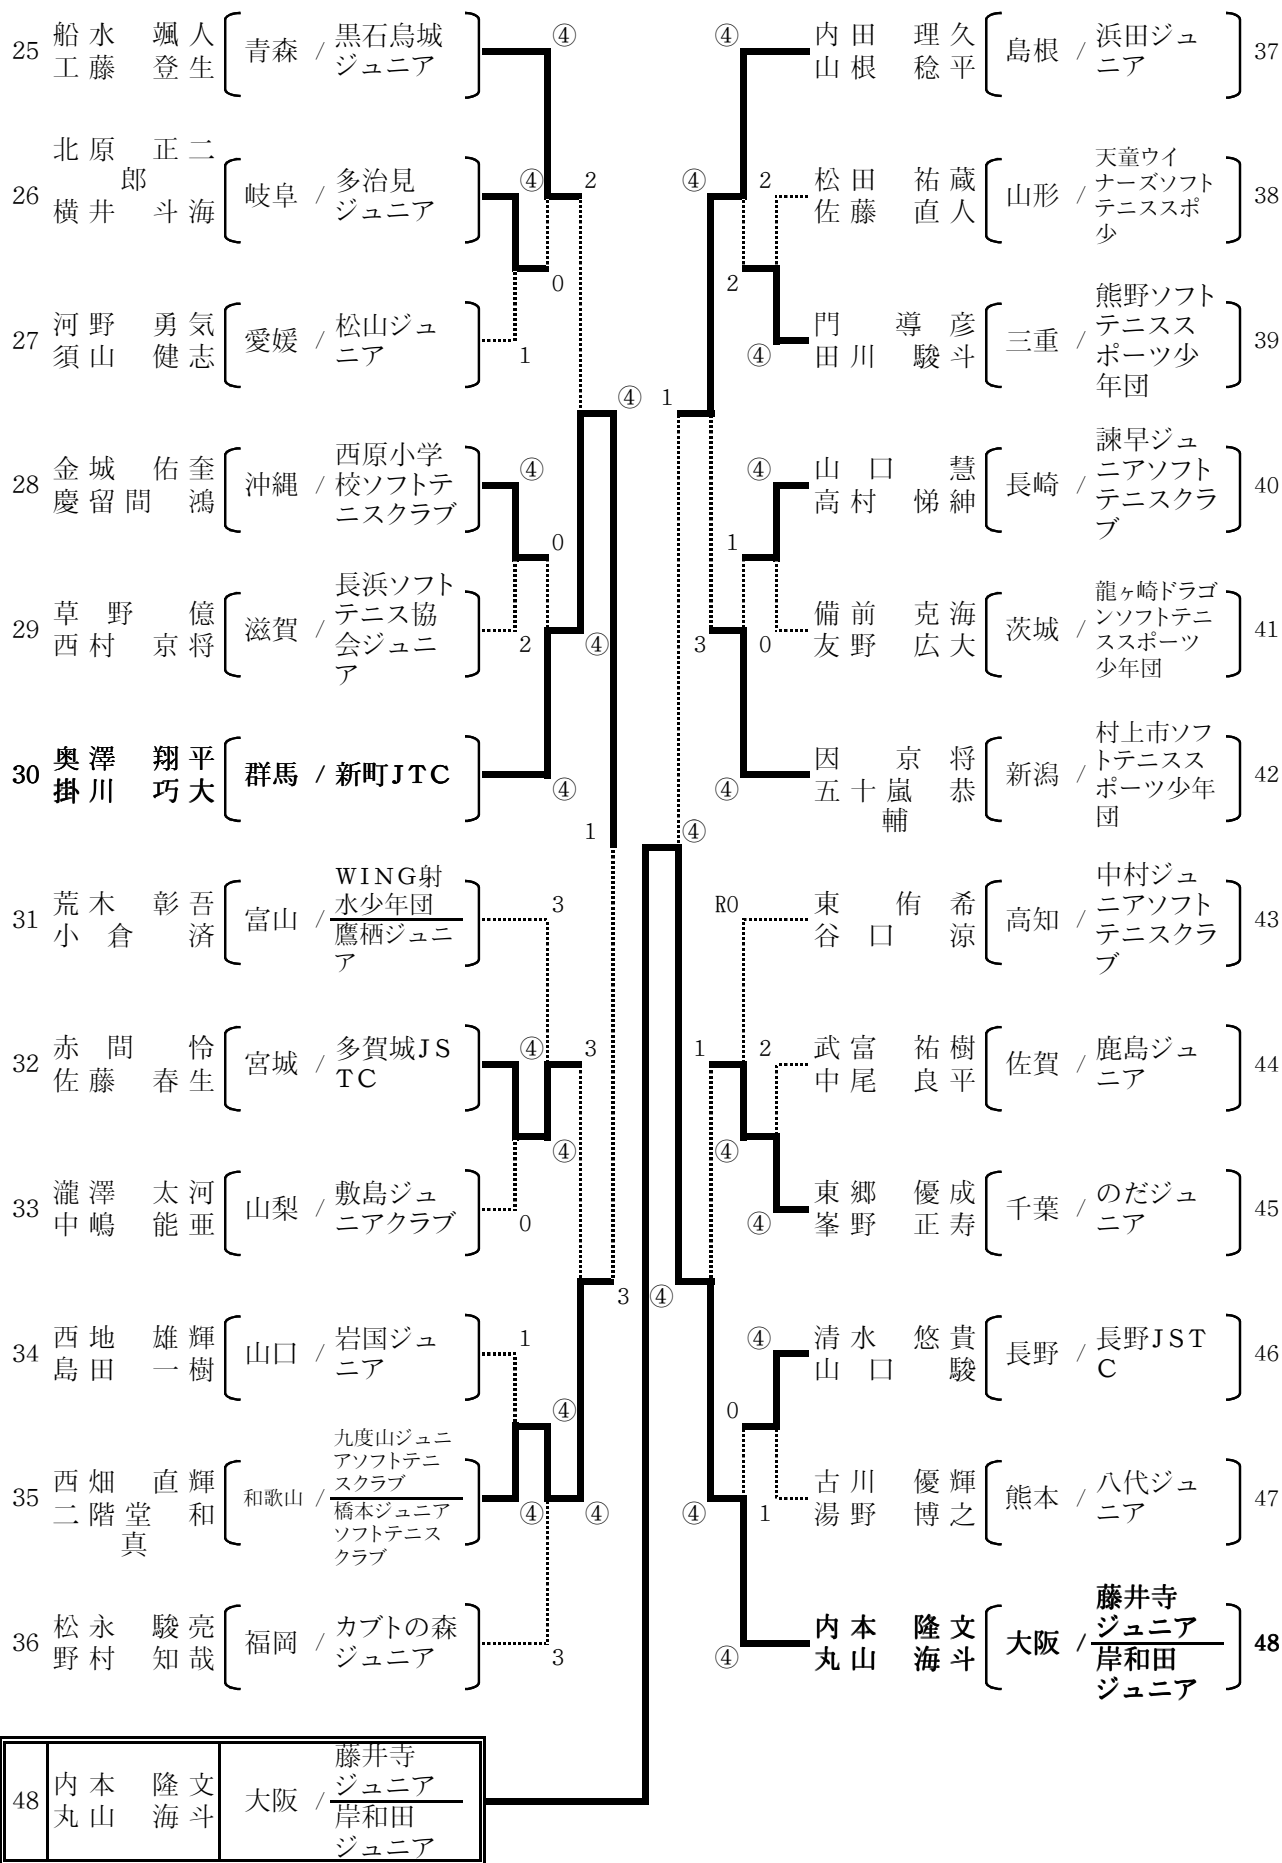 25 船水 颯人 青森 / 黒石烏城
工藤 登生 ジュニア
④
26 北原 正二郎 岐阜 / 多治見
横井 斗海 ジュニア
④ 2
0
27 河野 勇気 愛媛 / 松山ジュ
須山 健志 ニア
1
④
28 金城 佑奎 沖縄 / 西原小学
慶留間 鴻 校ソフトテ
ニスクラブ
④
0
29 草野 億 滋賀 / 長浜ソフト
西村 京将 テニス協
会ジュニ
ア
2 ④
30 奥澤 翔平 群馬 / 新町JTC
掛川 巧大
④
1
31 荒木 彰吾 富山 / WING射
小倉 済 水少年団
鷹栖ジュニ
ア
3
32 赤間 怜 宮城 / 多賀城JS
佐藤 春生 TC
④ 3
④
33 瀧澤 太河 山梨 / 敷島ジュ
中嶋 能亜 ニアクラブ
0
3
34 西地 雄輝 山口 / 岩国ジュ
島田 一樹 ニア
1
④
35 西畑 直輝 和歌山 / 九度山ジュニ
二階堂 和真 アソフトテニ
スクラブ
橋本ジュニア
ソフトテニス
クラブ
④ ④
36 松永 駿亮 福岡 / カブトの森
野村 知哉 ジュニア
3
④
内田 理久 島根 / 浜田ジュ 37
山根 稔平 ニア
④ 2
松田 祐蔵 山形 / 天童ウイ 38
佐藤 直人 ナーズソフト
テニススポ
少
2
門 導彦 三重 / 熊野ソフト 39
田川 駿斗 テニスス
ポーツ少
年団
④
1
④
山口 慧 長崎 / 諫早ジュ 40
高村 悌紳 ニアソフト
テニスクラ
ブ
1
備前 克海 茨城 / 龍ヶ崎ドラゴ 41
友野 広大 ンソフトテニ
ススポーツ
少年団
3 0
因 京将 新潟 / 村上市ソフ 42
五十嵐 恭輔 トテニスス
ポーツ少年
団
④
④
R0
東 侑希 高知 / 中村ジュ 43
谷口 涼 ニアソフト
テニスクラ
ブ
1 2
武富 祐樹 佐賀 / 鹿島ジュ 44
中尾 良平 ニア
④
東郷 優成 千葉 / のだジュ 45
峯野 正寿 ニア
④
④
④
清水 悠貴 長野 / 長野JST 46
山口 駿 C
0
古川 優輝 熊本 / 八代ジュ 47
湯野 博之 ニア
④ 1
内本 隆文 大阪 / 藤井寺 48
丸山 海斗 ジュニア
岸和田
ジュニア
④
48 内本 隆文 大阪 / 藤井寺
丸山 海斗 ジュニア
岸和田
ジュニア